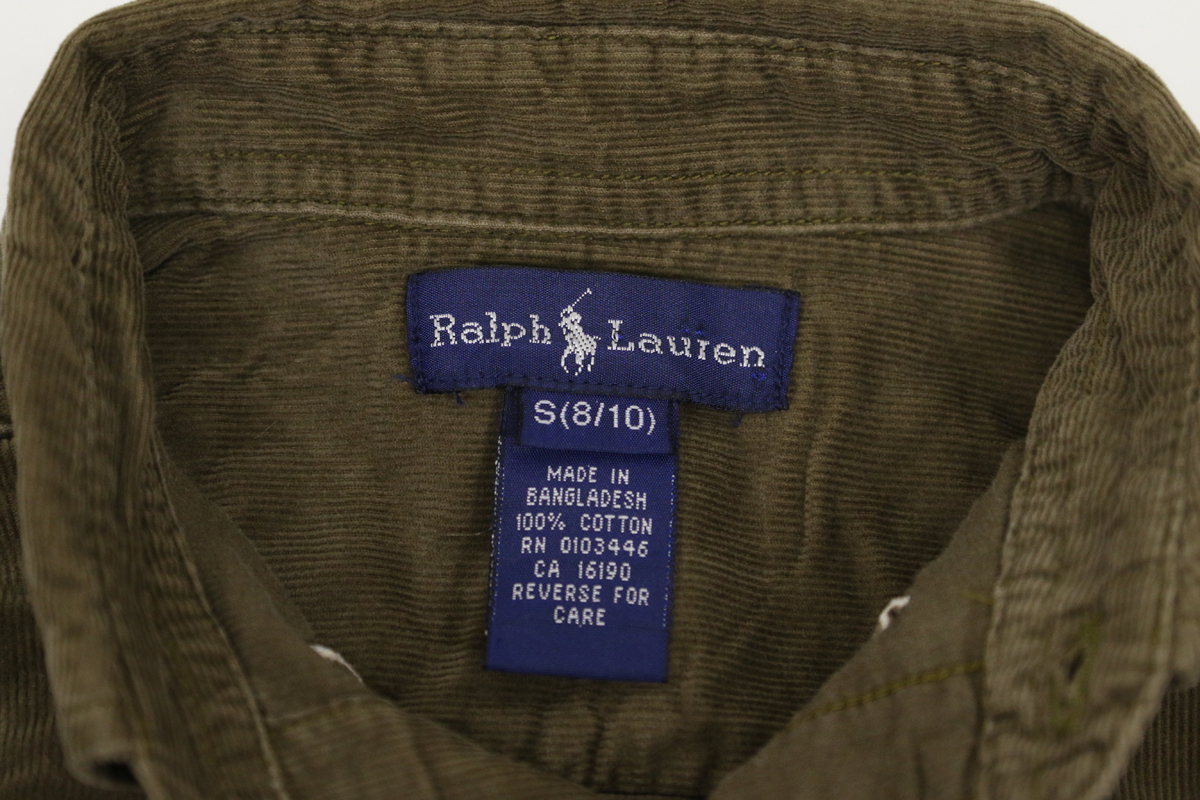 Ralph Lauren
S(8/10)
MADE IN
BANGLADESH
100% COTTON
RN 0103446
CA 16190
REVERSE FOR
CARE